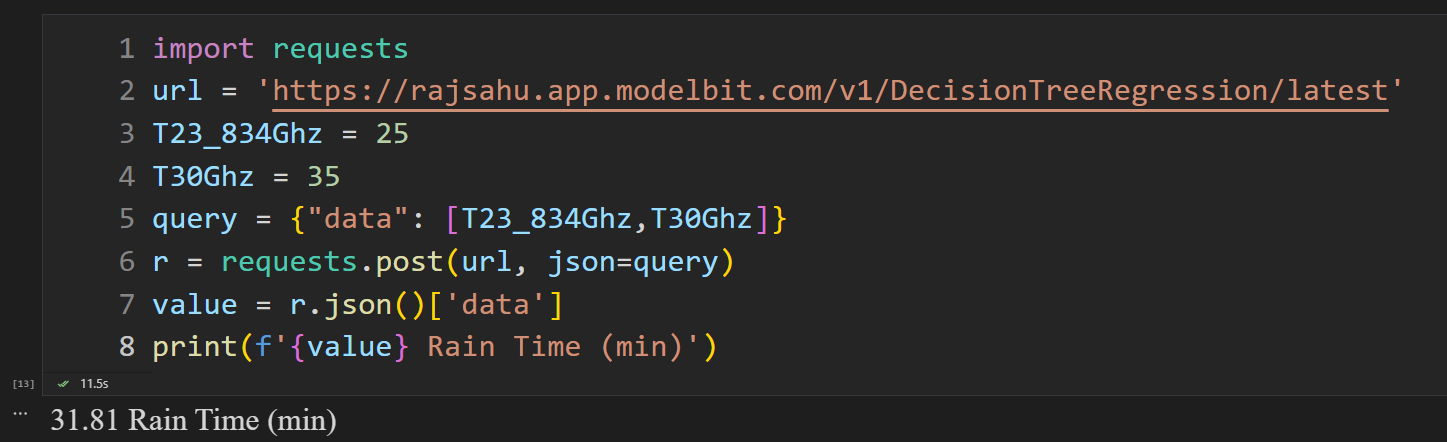 1 import requests
2 url = 'https://rajsahu.app.modelbit.com/v1/DecisionTreeRegression/latest'
3 T23_834Ghz = 25
4 T30Ghz = 35
5 query = {"data": [T23_834Ghz,T30Ghz]}
6 r = requests.post(url, json=query)
7 value = r.json()['data']
8 print(f'{value} Rain Time (min)')
[13] 11.5s
... 31.81 Rain Time (min)